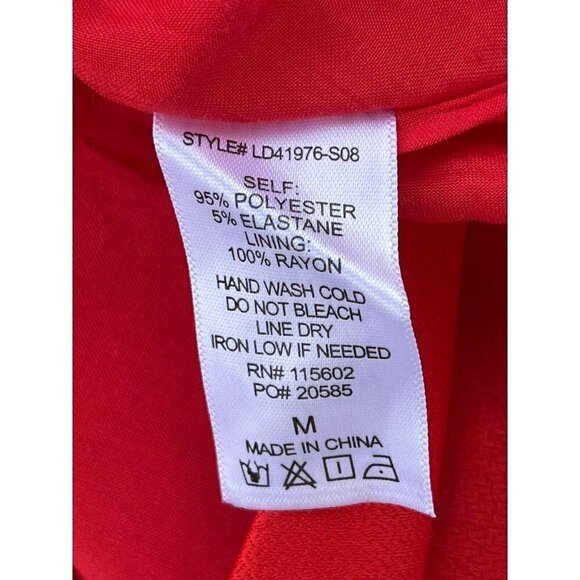 STYLE# LD41976-S08
SELF:
95% POLYESTER
5% ELASTANE
LINING:
100% RAYON
HAND WASH COLD
DO NOT BLEACH
LINE DRY
IRON LOW IF NEEDED
RN# 115602
PO# 20585
M
MADE IN CHINA